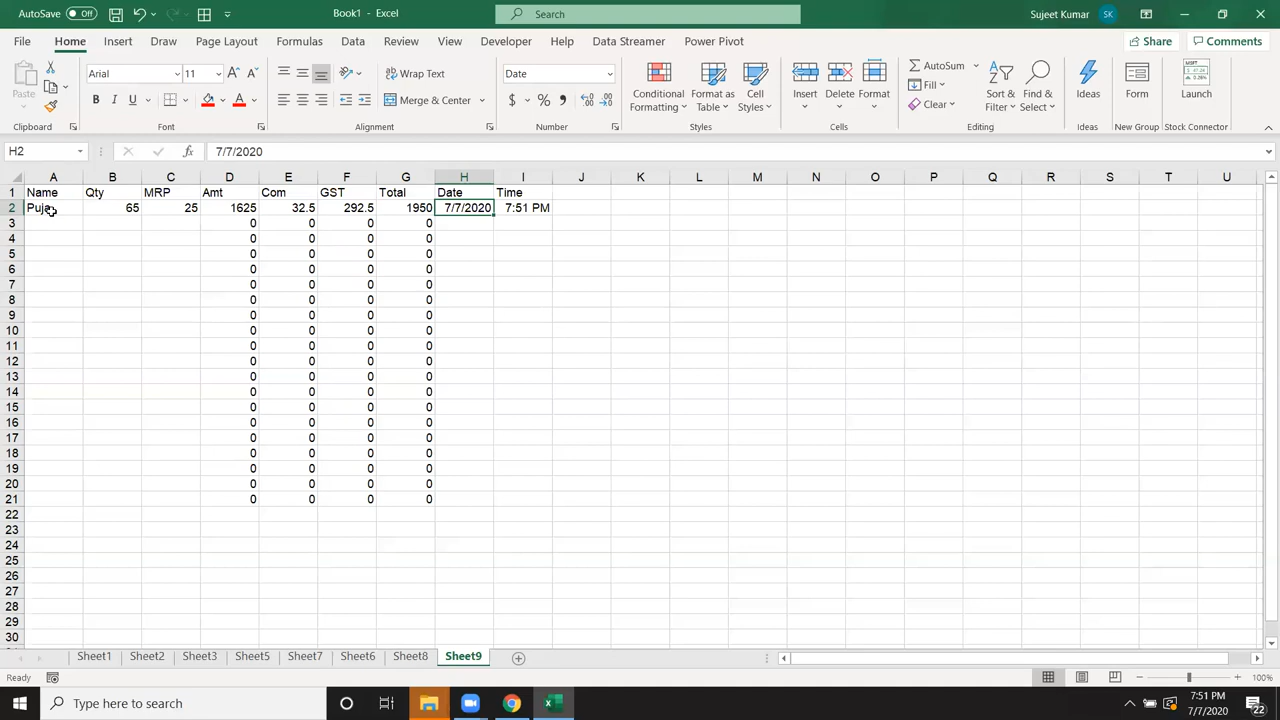 AutoSave Off Book1 - Excel Search Sujeet Kumar SK
File Home Insert Draw Page Layout Formulas Data Review View Developer Help Data Streamer Power Pivot Share Comments
Paste Arial 11 Wrap Text Date Conditional Formatting Format as Table Cell Styles Insert Delete Format AutoSum Fill Clear Sort & Filter Find & Select Ideas Form Launch
B I U Merge & Center $ % ,
Clipboard Font Alignment Number Styles Cells Editing Ideas New Group Stock Connector
H2 fx 7/7/2020
A B C D E F G H I J K L M N O P Q R S T U
1 Name Qty MRP Amt Com GST Total Date Time
2 Puja 65 25 1625 32.5 292.5 1950 7/7/2020 7:51 PM
3 0 0 0 0
4 0 0 0 0
5 0 0 0 0
6 0 0 0 0
7 0 0 0 0
8 0 0 0 0
9 0 0 0 0
10 0 0 0 0
11 0 0 0 0
12 0 0 0 0
13 0 0 0 0
14 0 0 0 0
15 0 0 0 0
16 0 0 0 0
17 0 0 0 0
18 0 0 0 0
19 0 0 0 0
20 0 0 0 0
21 0 0 0 0
22
23
24
25
26
27
28
29
30
Sheet1 Sheet2 Sheet3 Sheet5 Sheet7 Sheet6 Sheet8 Sheet9
Ready 100%
Type here to search 7:51 PM
7/7/2020 22